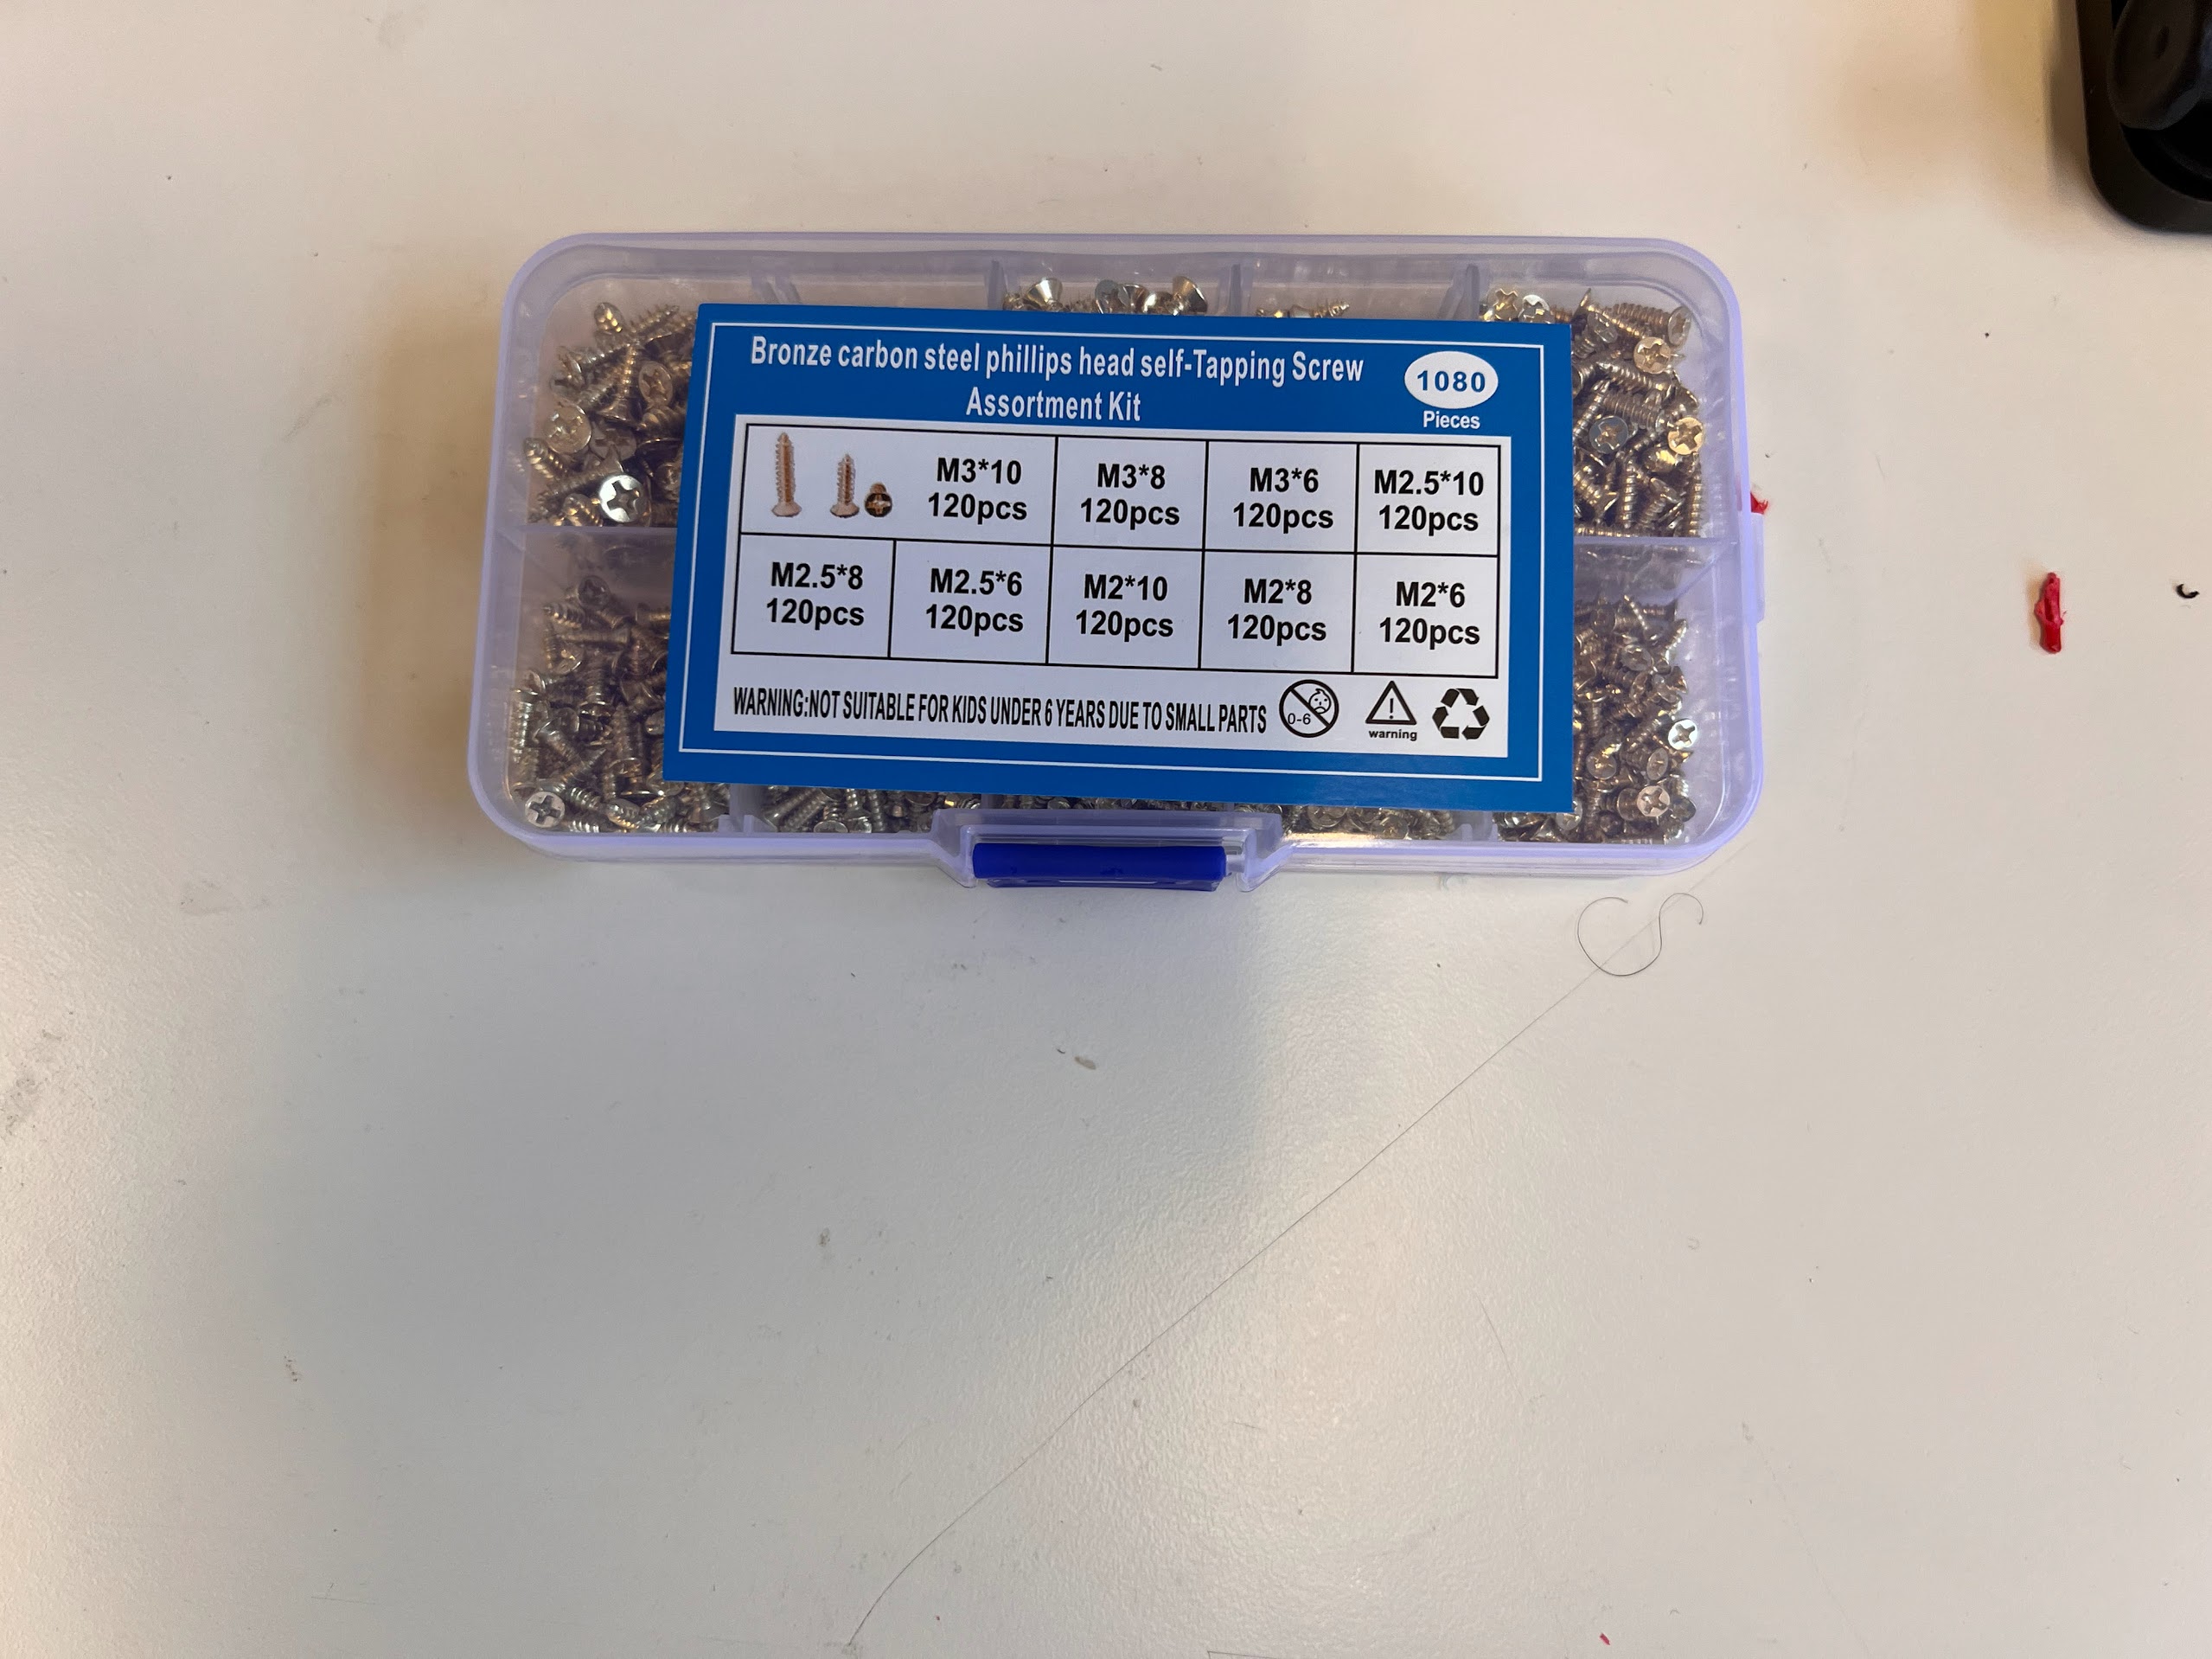 Bronze carbon steel phillips head self-Tapping Screw
Assortment Kit
1080
Pieces
M3*10
120pcs
M3*8
120pcs
M3*6
120pcs
M2.5*10
120pcs
M2.5*8
120pcs
M2.5*6
120pcs
M2*10
120pcs
M2*8
120pcs
M2*6
120pcs
WARNING:NOT SUITABLE FOR KIDS UNDER 6 YEARS DUE TO SMALL PARTS
0-6
warning